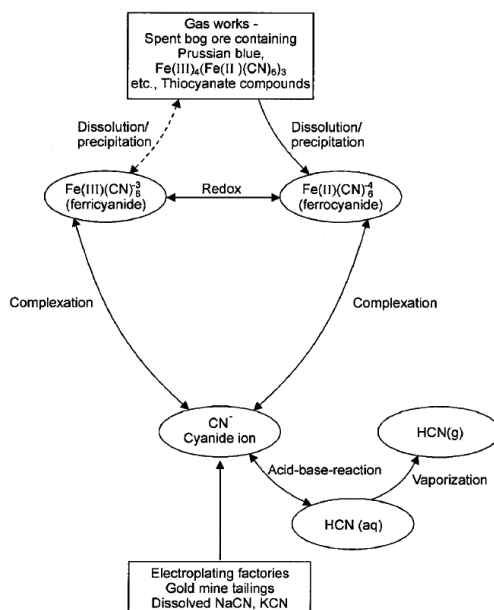 Gas works -
Spent bog ore containing
Prussian blue,
Fe(III)₄(Fe(II)(CN)₆)₃
etc., Thiocyanate compounds
Dissolution/
precipitation
Dissolution/
precipitation
Fe(III)(CN)₆⁻³
(ferricyanide)
Redox
Fe(II)(CN)₆⁻⁴
(ferrocyanide)
Complexation
Complexation
CN⁻
Cyanide ion
HCN(g)
Acid-base-reaction
Vaporization
HCN (aq)
Electroplating factories
Gold mine tailings
Dissolved NaCN, KCN